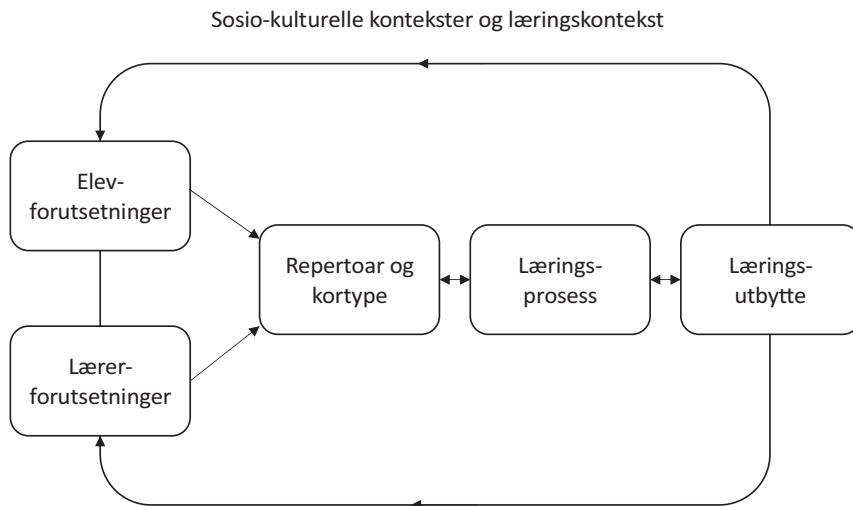 Sosio-kulturelle kontekster og læringskontekst
Elev-
forutsetninger
Lærer-
forutsetninger
Repertoar og
kortype
Lærings-
prosess
Lærings-
utbytte